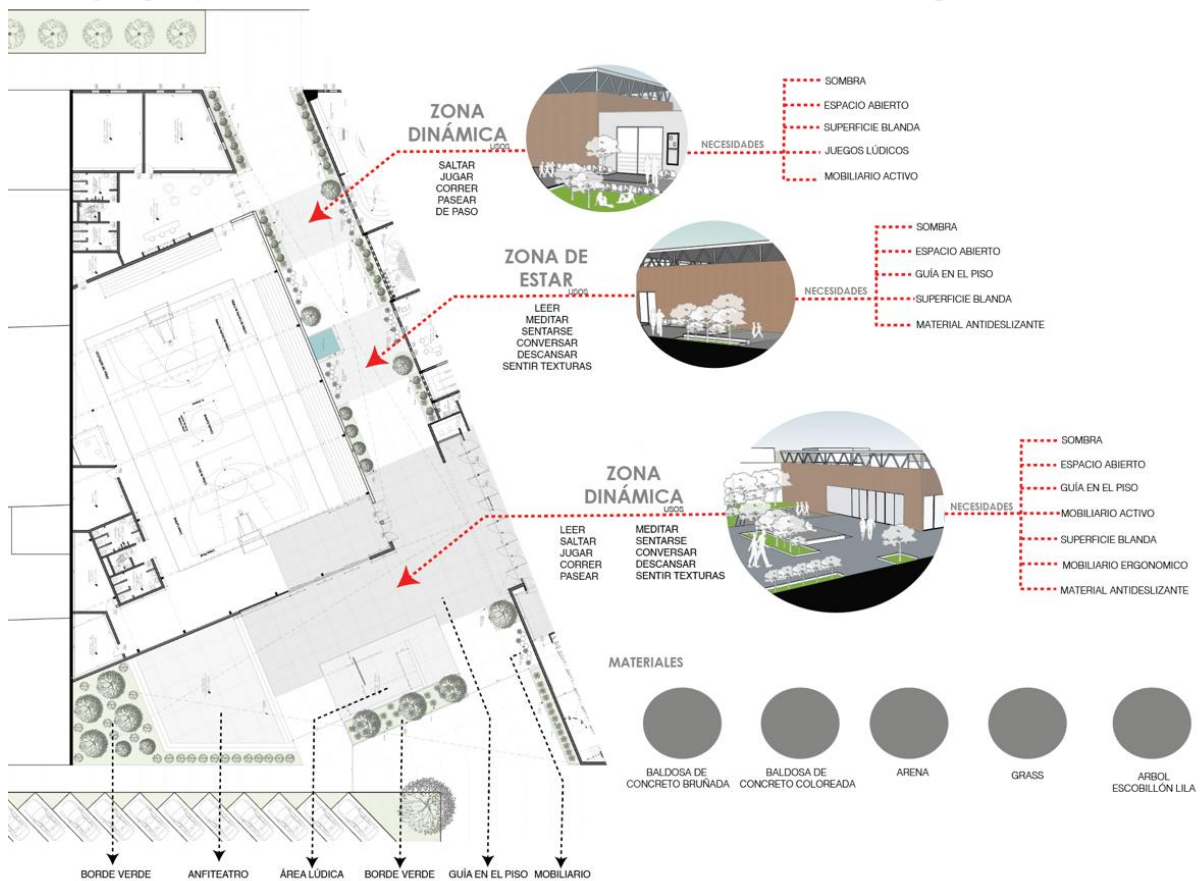 ZONA
DINÁMICA
USOS
SALTAR
JUGAR
CORRER
PASEAR
DE PASO
NECESIDADES
SOMBRA
ESPACIO ABIERTO
SUPERFICIE BLANDA
JUEGOS LÚDICOS
MOBILIARIO ACTIVO
ZONA DE
ESTAR
USOS
LEER
MEDITAR
SENTARSE
CONVERSAR
DESCANSAR
SENTIR TEXTURAS
NECESIDADES
SOMBRA
ESPACIO ABIERTO
GUÍA EN EL PISO
SUPERFICIE BLANDA
MATERIAL ANTIDESLIZANTE
ZONA
DINÁMICA
USOS
LEER
SALTAR
JUGAR
CORRER
PASEAR
MEDITAR
SENTARSE
CONVERSAR
DESCANSAR
SENTIR TEXTURAS
NECESIDADES
SOMBRA
ESPACIO ABIERTO
GUÍA EN EL PISO
MOBILIARIO ACTIVO
SUPERFICIE BLANDA
MOBILIARIO ERGONOMICO
MATERIAL ANTIDESLIZANTE
MATERIALES
BALDOSA DE
CONCRETO BRUÑADA
BALDOSA DE
CONCRETO COLOREADA
ARENA
GRASS
ARBOL
ESCOBILLÓN LILA
BORDE VERDE
ANFITEATRO
ÁREA LÚDICA
BORDE VERDE
GUÍA EN EL PISO
MOBILIARIO